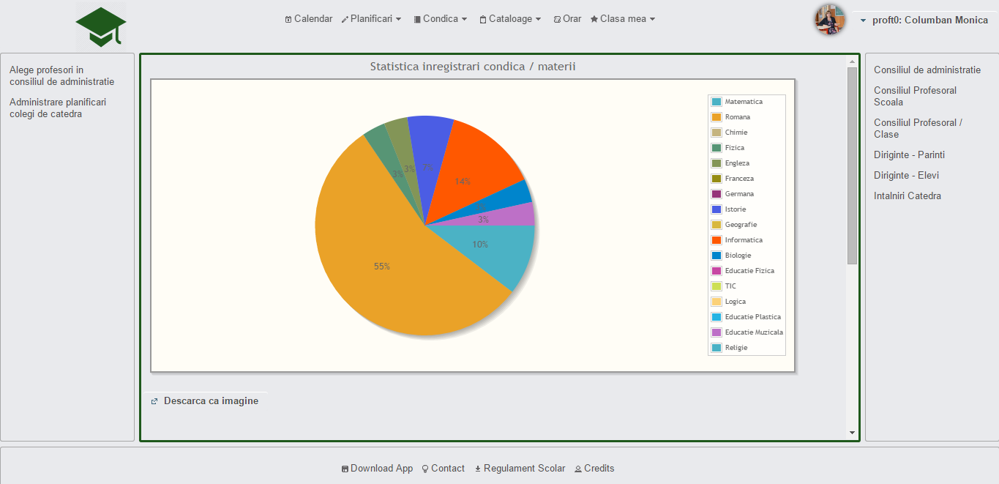 Calendar Planificari Condica Cataloage Orar Clasa mea
proft0: Columban Monica
Alege profesori in
consiliul de administratie
Administrare planificari
colegi de catedra
Statistica inregistrari condica / materii
3%
3%
7%
14%
3%
10%
55%
Matematica
Romana
Chimie
Fizica
Engleza
Franceza
Germana
Istorie
Geografie
Informatica
Biologie
Educatie Fizica
TIC
Logica
Educatie Plastica
Educatie Muzicala
Religie
Descarca ca imagine
Consiliul de administratie
Consiliul Profesoral
Scoala
Consiliul Profesoral /
Clase
Diriginte - Parinti
Diriginte - Elevi
Intalniri Catedra
Download App Contact Regulament Scolar Credits